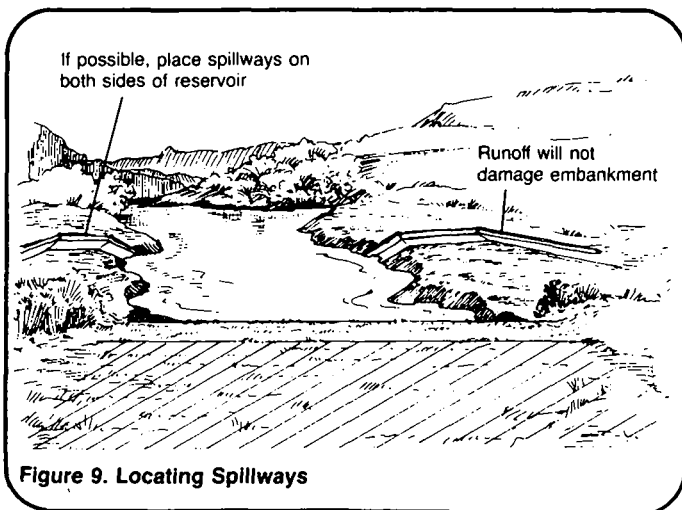 If possible, place spillways on
both sides of reservoir
Runoff will not
damage embankment
Figure 9. Locating Spillways